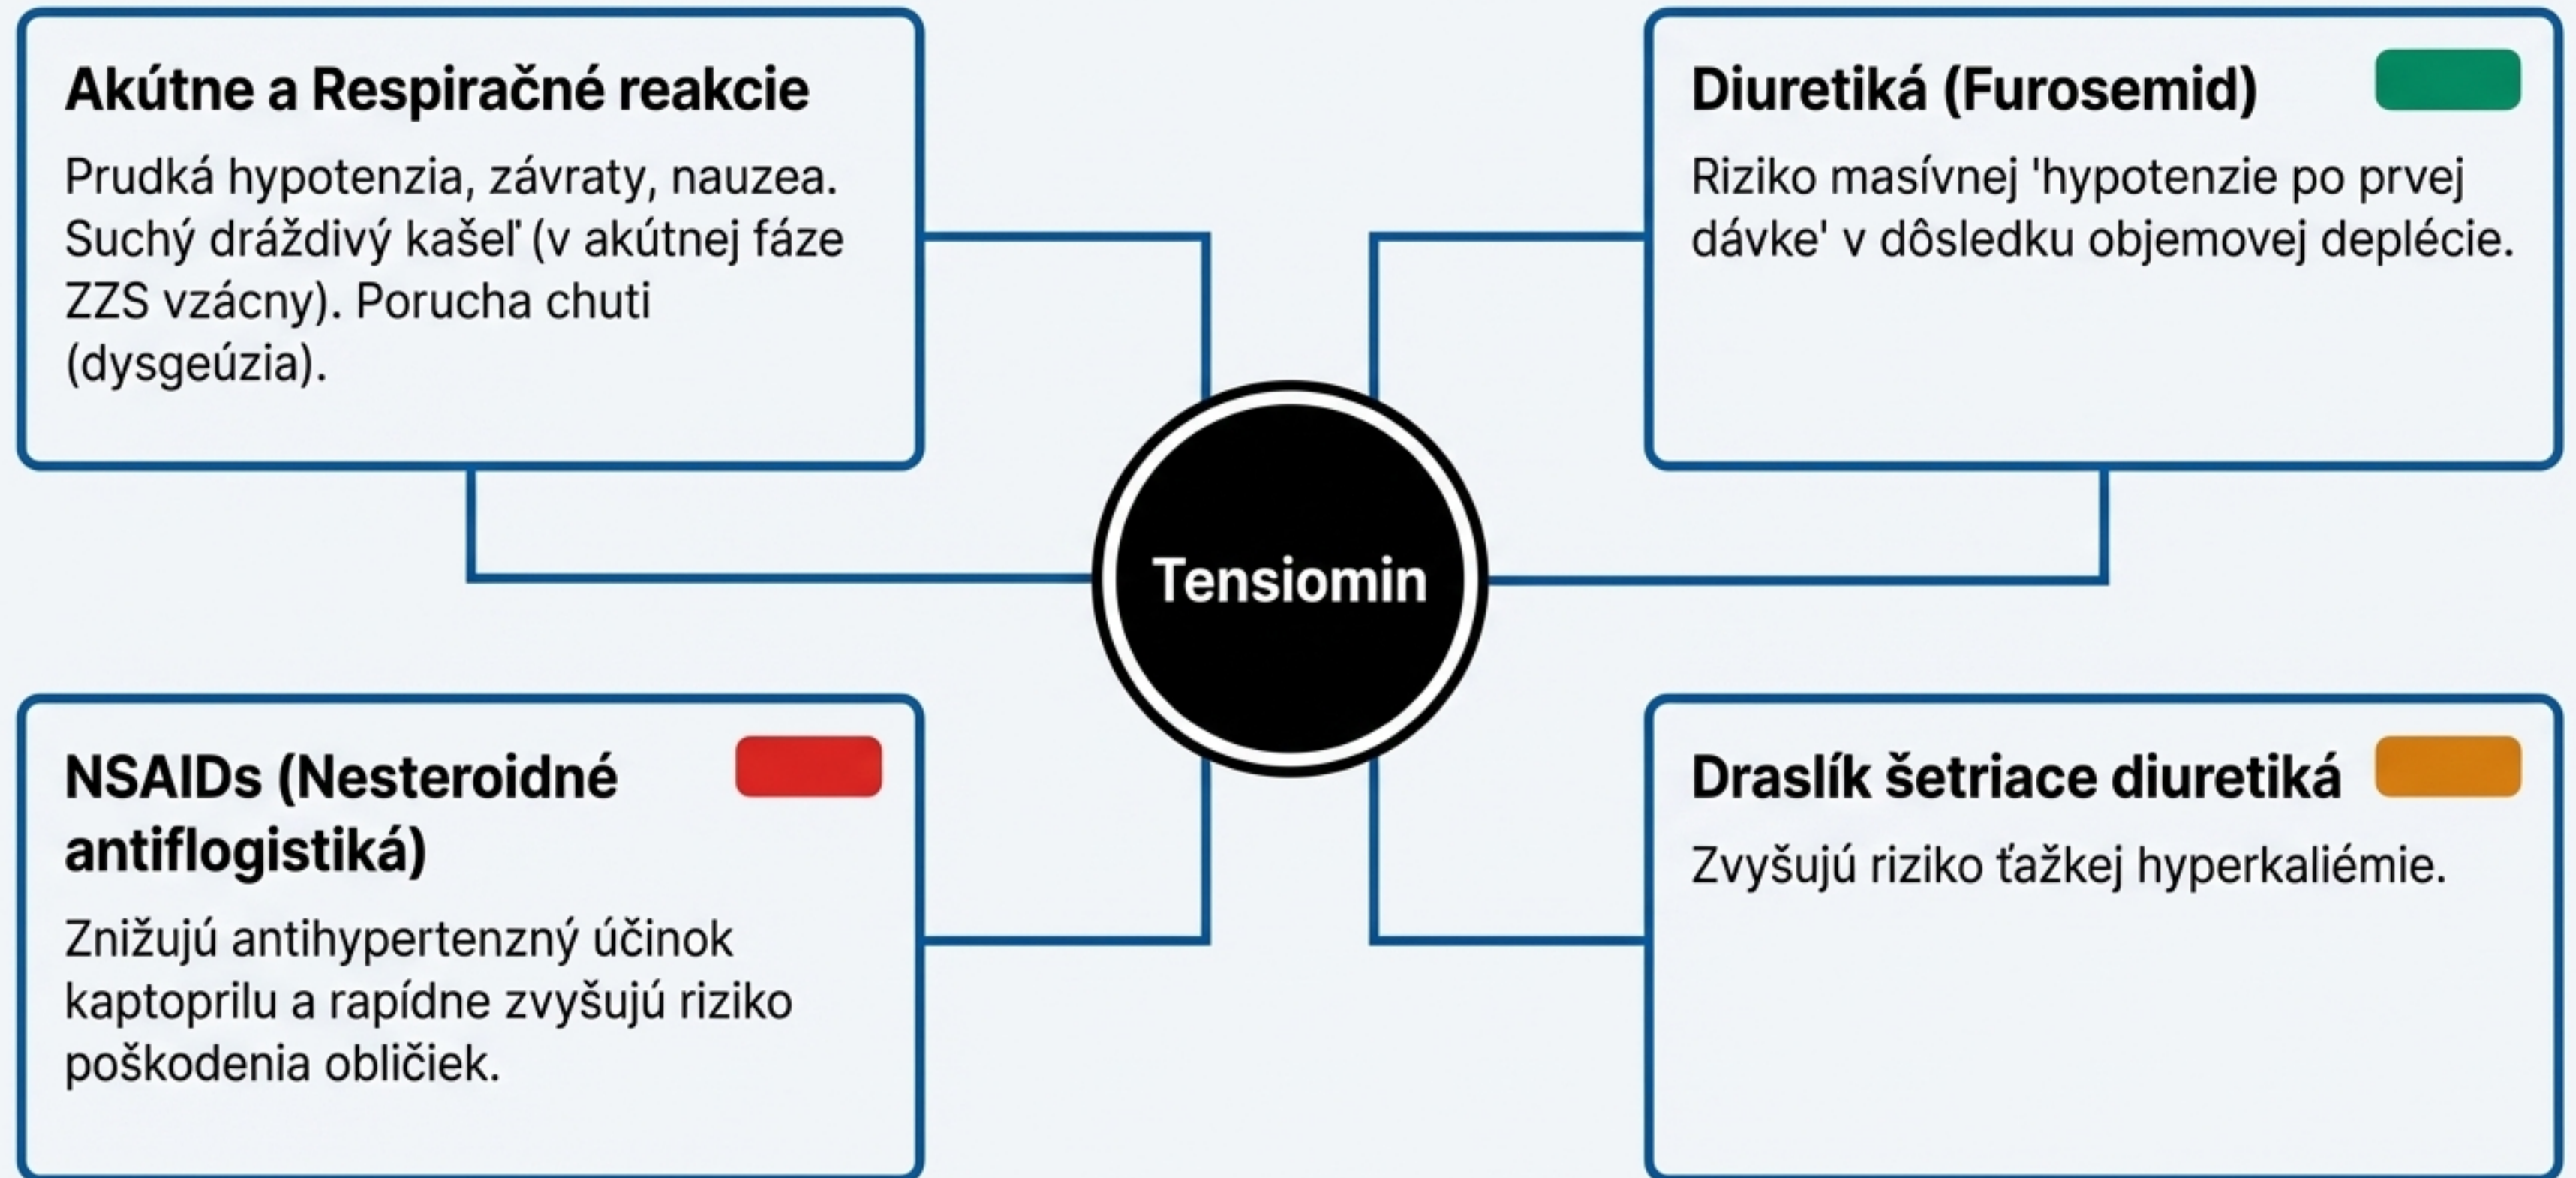 Akútne a Respiračné reakcie
Prudká hypotenzia, závraty, nauzea.
Suchý dráždivý kašeľ (v akútnej fáze
ZZS vzácny). Porucha chuti
(dysgeúzia).
Diuretiká (Furosemid)
Riziko masívnej 'hypotenzie po prvej
dávke' v dôsledku objemovej deplécie.
Tensiomin
NSAIDs (Nesteroidné
antiflogistiká)
Znižujú antihypertenzný účinok
kaptoprilu a rapídne zvyšujú riziko
poškodenia obličiek.
Draslík šetriace diuretiká
Zvyšujú riziko ťažkej hyperkaliémie.